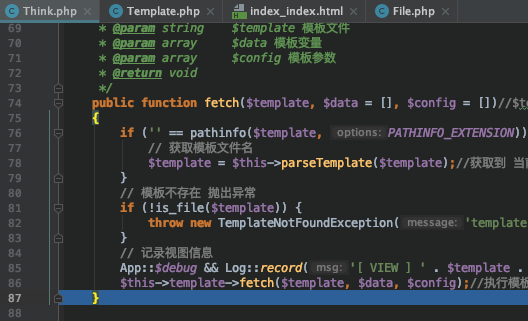 Think.php × Template.php × index_index.html × File.php ×
69 * @param string $template 模板文件
70 * @param array $data 模板变量
71 * @param array $config 模板参数
72 * @return void
73 */
74 public function fetch($template, $data = [], $config = [])//$te
75 {
76 if ('' == pathinfo($template, options: PATHINFO_EXTENSION))
77 // 获取模板文件名
78 $template = $this->parseTemplate($template);//获取到 当前
79 }
80 // 模板不存在 抛出异常
81 if (!is_file($template)) {
82 throw new TemplateNotFoundException( message: 'template
83 }
84 // 记录视图信息
85 App::$debug && Log::record( msg: '[ VIEW ] ' . $template .
86 $this->template->fetch($template, $data, $config);//执行模板
87 }
88